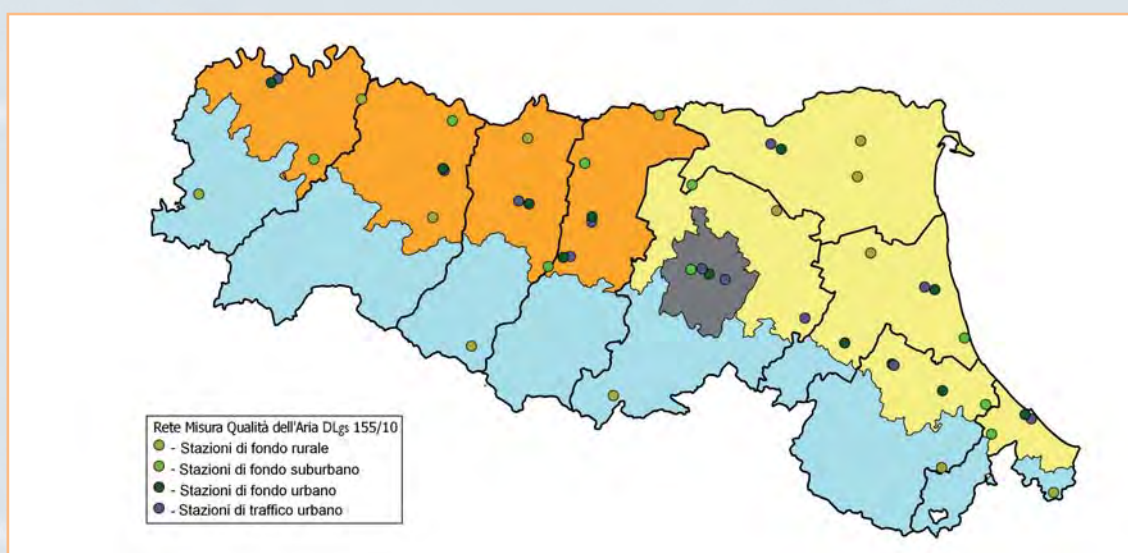 Rete Misura Qualità dell'Aria DLgs 155/10
- Stazioni di fondo rurale
- Stazioni di fondo suburbano
- Stazioni di fondo urbano
- Stazioni di traffico urbano